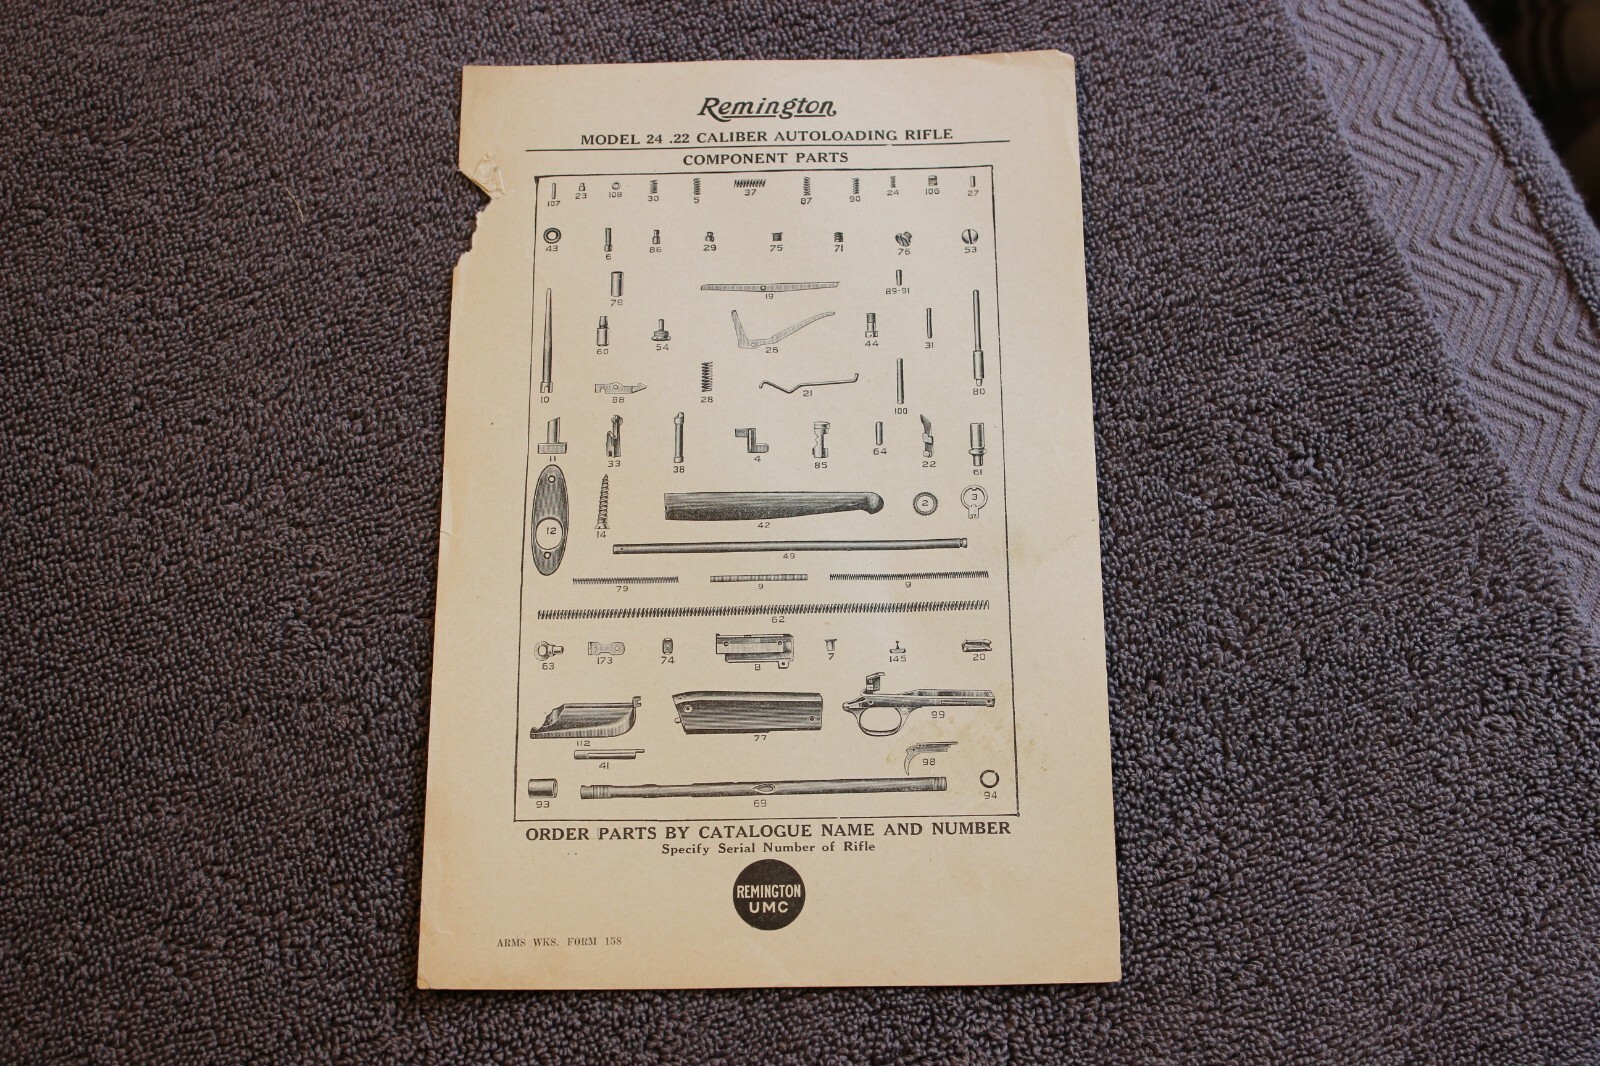 Remington,
MODEL 24 .22 CALIBER AUTOLOADING RIFLE
COMPONENT PARTS
107 23 108 30 5 37 87 90 24 106 27
43 6 86 29 75 71 76 53
78 19 89-91
60 54 26 44 31
10 88 28 21 100 80
11 33 38 4 85 64 22 61
12 14 42 2 3
49
79 9 9
62
63 173 74 8 7 145 20
112 77 99
41 98
93 69 94
ORDER PARTS BY CATALOGUE NAME AND NUMBER
Specify Serial Number of Rifle
REMINGTON
UMC
ARMS WKS. FORM 158